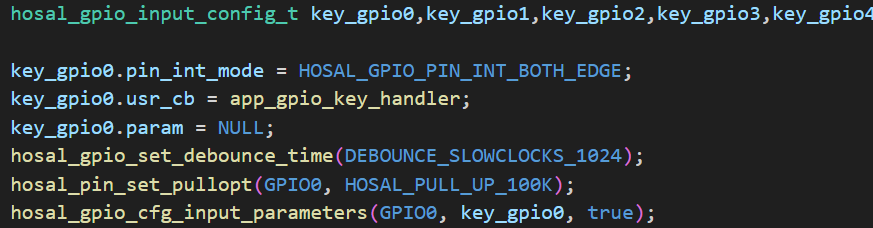 hosal_gpio_input_config_t key_gpio0,key_gpio1,key_gpio2,key_gpio3,key_gpio4
key_gpio0.pin_int_mode = HOSAL_GPIO_PIN_INT_BOTH_EDGE;
key_gpio0.usr_cb = app_gpio_key_handler;
key_gpio0.param = NULL;
hosal_gpio_set_debounce_time(DEBOUNCE_SLOWCLOCKS_1024);
hosal_pin_set_pullopt(GPIO0, HOSAL_PULL_UP_100K);
hosal_gpio_cfg_input_parameters(GPIO0, key_gpio0, true);